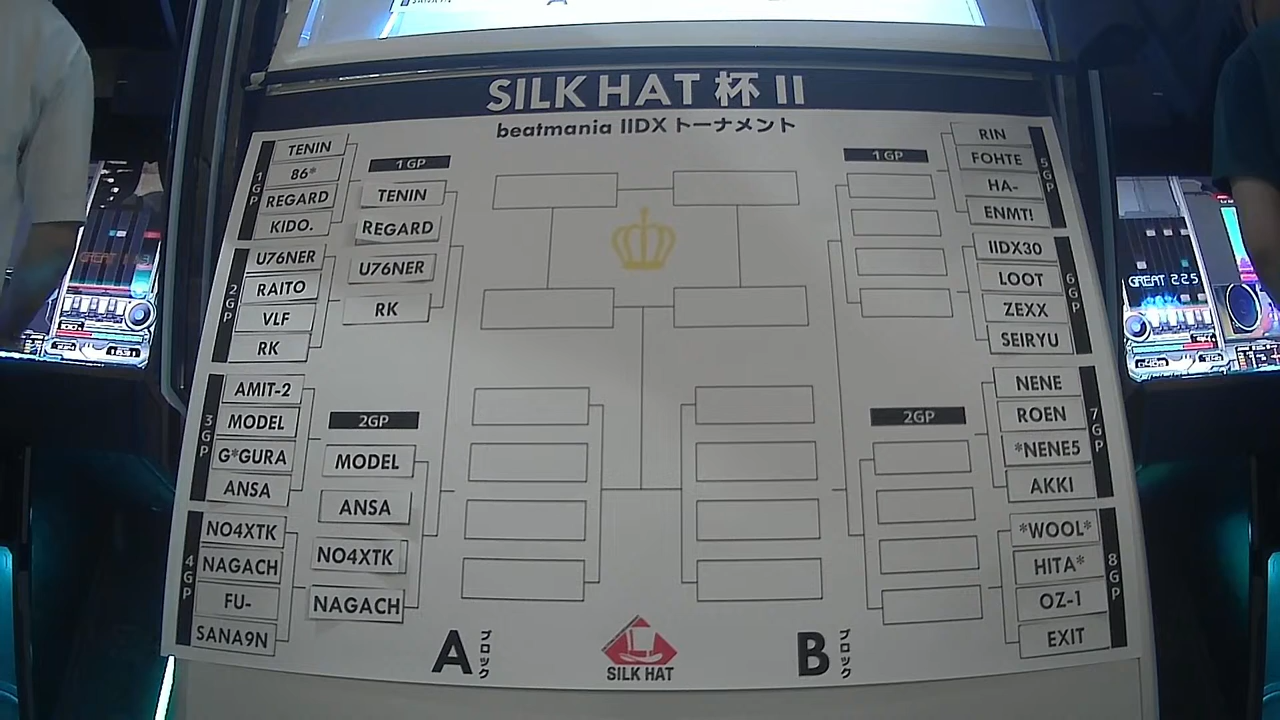 SILK HAT 杯 II
beatmania IIDX トーナメント
1GP
TENIN
86*
REGARD
KIDO.
2GP
U76NER
RAITO
VLF
RK
3GP
AMIT-2
MODEL
G*GURA
ANSA
4GP
NO4XTK
NAGACH
FU-
SANA9N
1GP
TENIN
REGARD
U76NER
RK
2GP
MODEL
ANSA
NO4XTK
NAGACH
Aブロック
SILK HAT
Bブロック
1GP
2GP
5GP
RIN
FOHTE
HA-
ENMT!
6GP
IIDX30
LOOT
ZEXX
SEIRYU
7GP
NENE
ROEN
*NENE5
AKKI
8GP
*WOOL*
HITA*
OZ-1
EXIT
GREAT